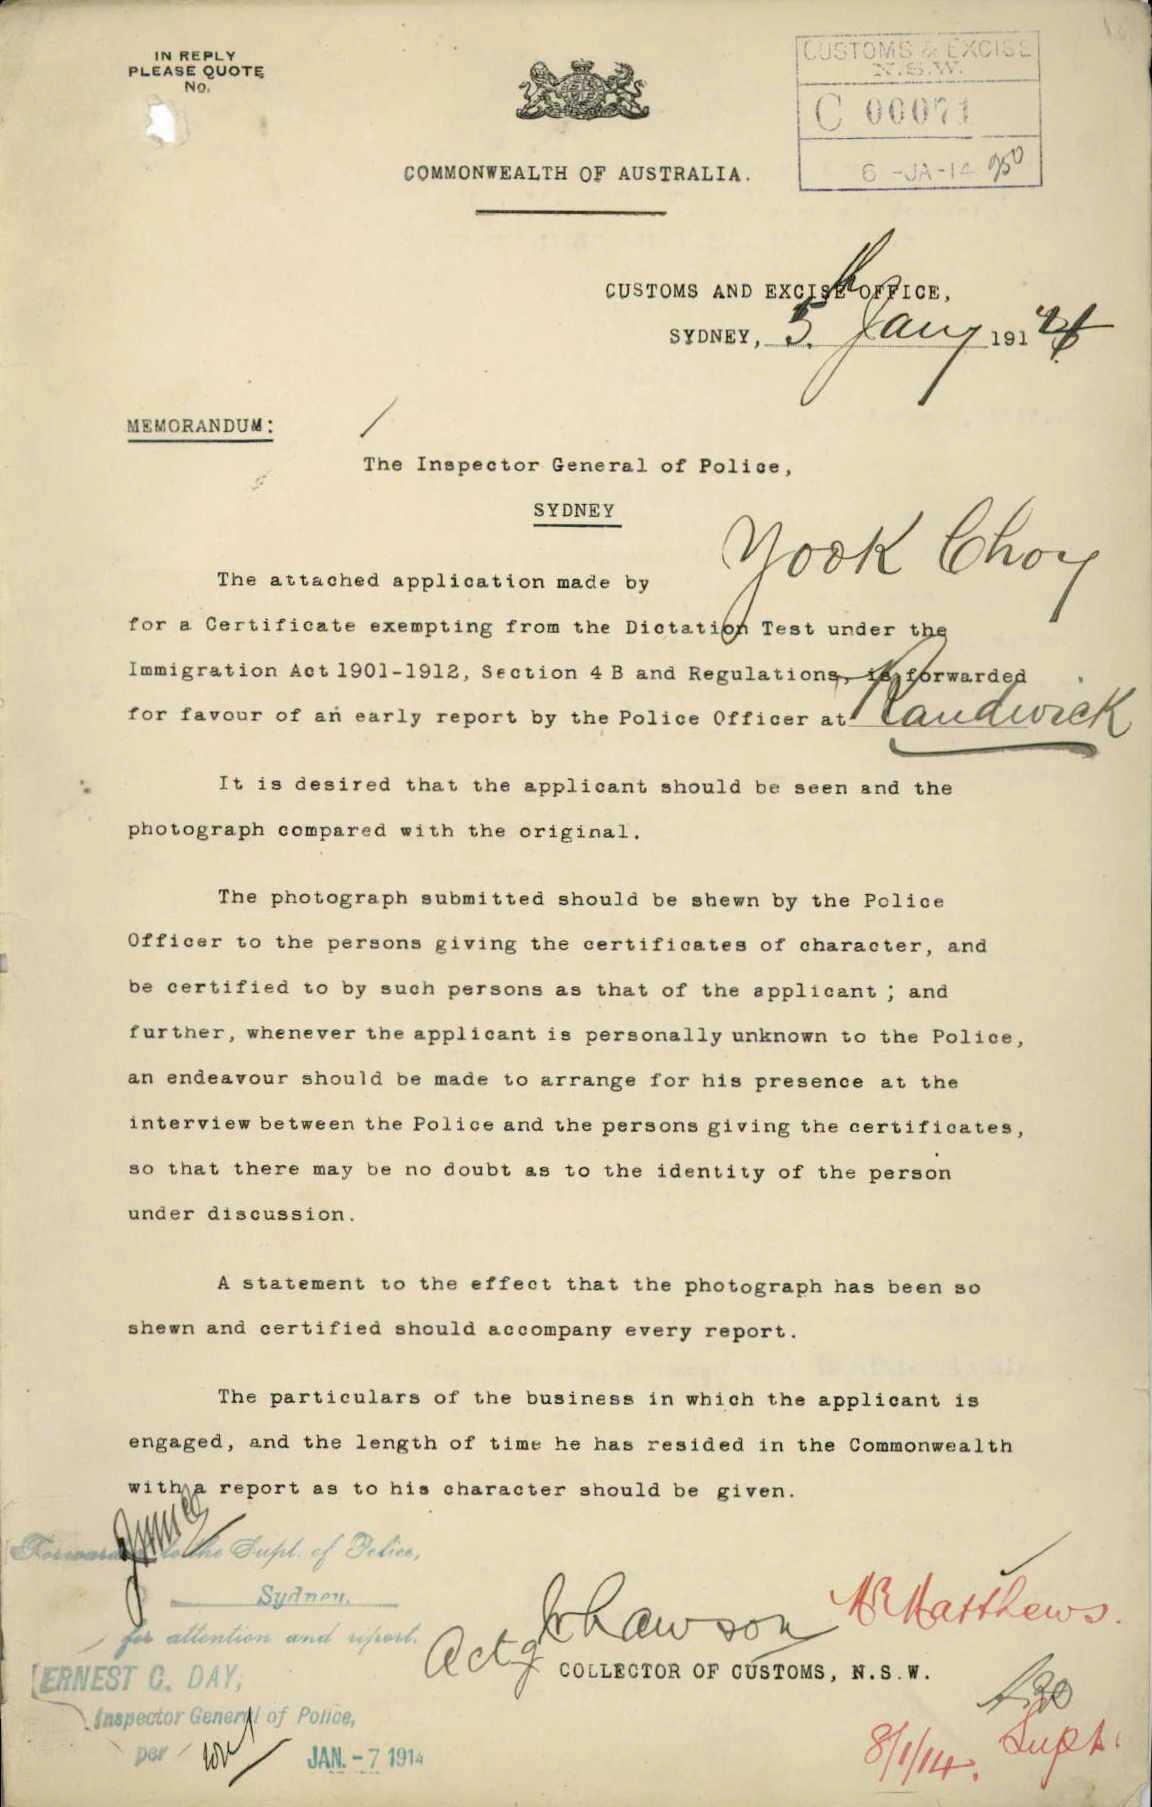 IN REPLY
PLEASE QUOTE
No.
CUSTOMS & EXCISE
N.S.W.
C 00071
6 -JA-14
COMMONWEALTH OF AUSTRALIA.
CUSTOMS AND EXCISE OFFICE,
SYDNEY, 5th Jany 1914
MEMORANDUM:
The Inspector General of Police,
SYDNEY
The attached application made by Yook Choy
for a Certificate exempting from the Dictation Test under the
Immigration Act 1901-1912, Section 4 B and Regulations, is forwarded
for favour of an early report by the Police Officer at Randwick
It is desired that the applicant should be seen and the
photograph compared with the original.
The photograph submitted should be shewn by the Police
Officer to the persons giving the certificates of character, and
be certified to by such persons as that of the applicant ; and
further, whenever the applicant is personally unknown to the Police,
an endeavour should be made to arrange for his presence at the
interview between the Police and the persons giving the certificates,
so that there may be no doubt as to the identity of the person
under discussion.
A statement to the effect that the photograph has been so
shewn and certified should accompany every report.
The particulars of the business in which the applicant is
engaged, and the length of time he has resided in the Commonwealth
with a report as to his character should be given.
Forwarded to the Supt. of Police,
Sydney.
for attention and report.
ERNEST C. DAY,
Inspector General of Police,
per
JAN. -7 1914
Lawson
Actg COLLECTOR OF CUSTOMS, N.S.W.
Mr Matthews.
Supt.
8/1/14.